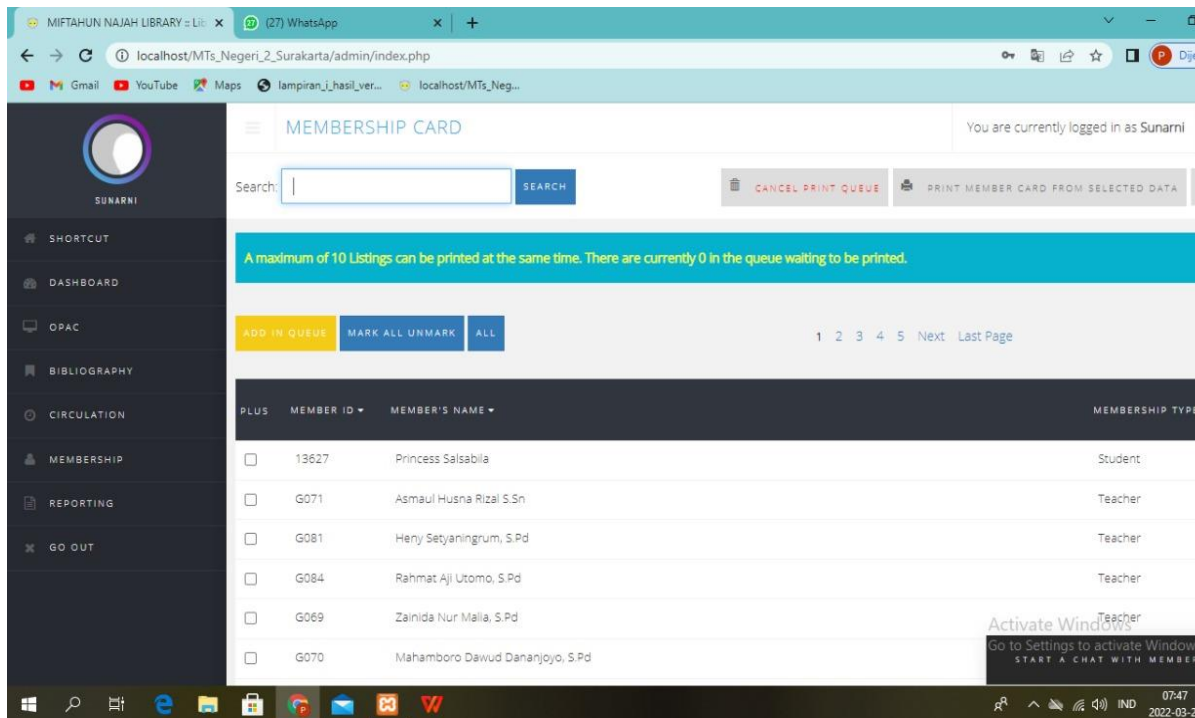 MIFTAHUN NAJAH LIBRARY :: Lib
(27) WhatsApp
localhost/MTs_Negeri_2_Surakarta/admin/index.php
P
Gmail YouTube Maps lampiran_i_hasil_ver... localhost/MTs_Neg...
MEMBERSHIP CARD
You are currently logged in as Sunarni
SUNARNI
Search:
SEARCH
CANCEL PRINT QUEUE
PRINT MEMBER CARD FROM SELECTED DATA
SHORTCUT
DASHBOARD
OPAC
BIBLIOGRAPHY
CIRCULATION
MEMBERSHIP
REPORTING
GO OUT
A maximum of 10 Listings can be printed at the same time. There are currently 0 in the queue waiting to be printed.
ADD IN QUEUE MARK ALL UNMARK ALL
1 2 3 4 5 Next Last Page
PLUS MEMBER ID MEMBER'S NAME MEMBERSHIP TYPE
13627 Princess Salsabila Student
G071 Asmaul Husna Rizal S.Sn Teacher
G081 Heny Setyaningrum, S.Pd Teacher
G084 Rahmat Aji Utomo, S.Pd Teacher
G069 Zainida Nur Malia, S.Pd Teacher
G070 Mahamboro Dawud Dananjoyo, S.Pd
Activate Windows
Go to Settings to activate Window
START A CHAT WITH MEMBER
IND
07:47